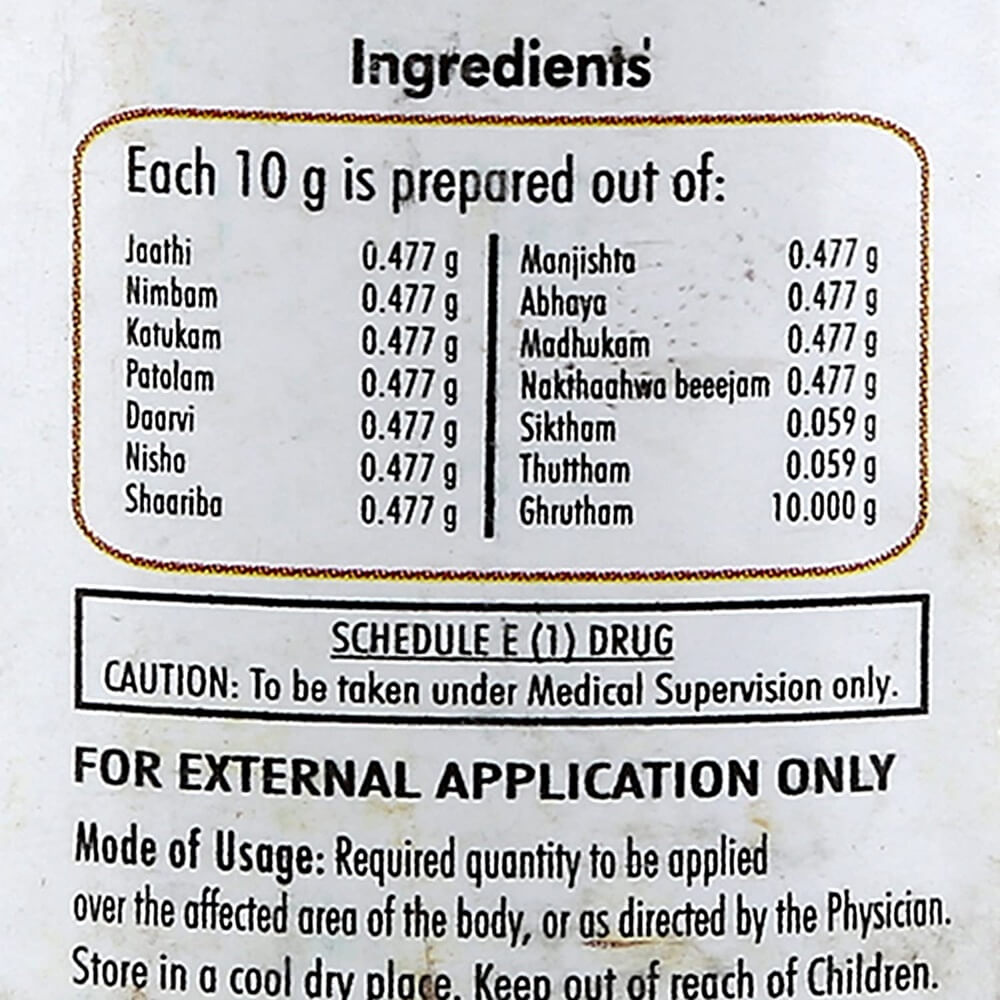 Ingredients
Each 10 g is prepared out of:
Jaathi 0.477 g
Nimbam 0.477 g
Katukam 0.477 g
Patolam 0.477 g
Daarvi 0.477 g
Nisha 0.477 g
Shaariba 0.477 g
Manjishta 0.477 g
Abhaya 0.477 g
Madhukam 0.477 g
Nakthaahwa beeejam 0.477 g
Siktham 0.059 g
Thuttham 0.059 g
Ghrutham 10.000 g
SCHEDULE E (1) DRUG
CAUTION: To be taken under Medical Supervision only.
FOR EXTERNAL APPLICATION ONLY
Mode of Usage: Required quantity to be applied
over the affected area of the body, or as directed by the Physician.
Store in a cool dry place. Keep out of reach of Children.